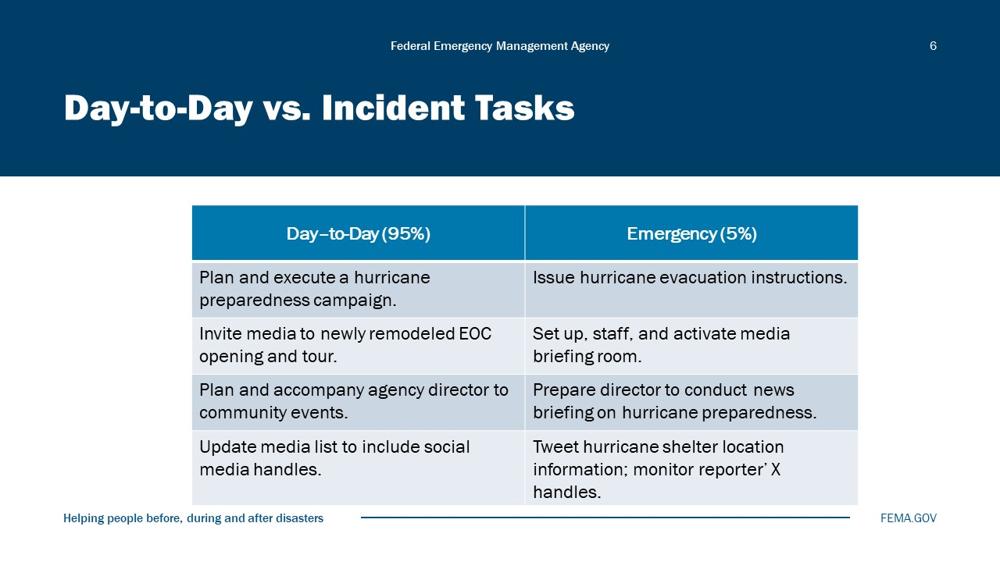 Federal Emergency Management Agency
6
Day-to-Day vs. Incident Tasks
Day–to-Day (95%)
Emergency (5%)
Plan and execute a hurricane
preparedness campaign.
Issue hurricane evacuation instructions.
Invite media to newly remodeled EOC
opening and tour.
Set up, staff, and activate media
briefing room.
Plan and accompany agency director to
community events.
Prepare director to conduct news
briefing on hurricane preparedness.
Update media list to include social
media handles.
Tweet hurricane shelter location
information; monitor reporter’ X
handles.
Helping people before, during and after disasters
FEMA.GOV